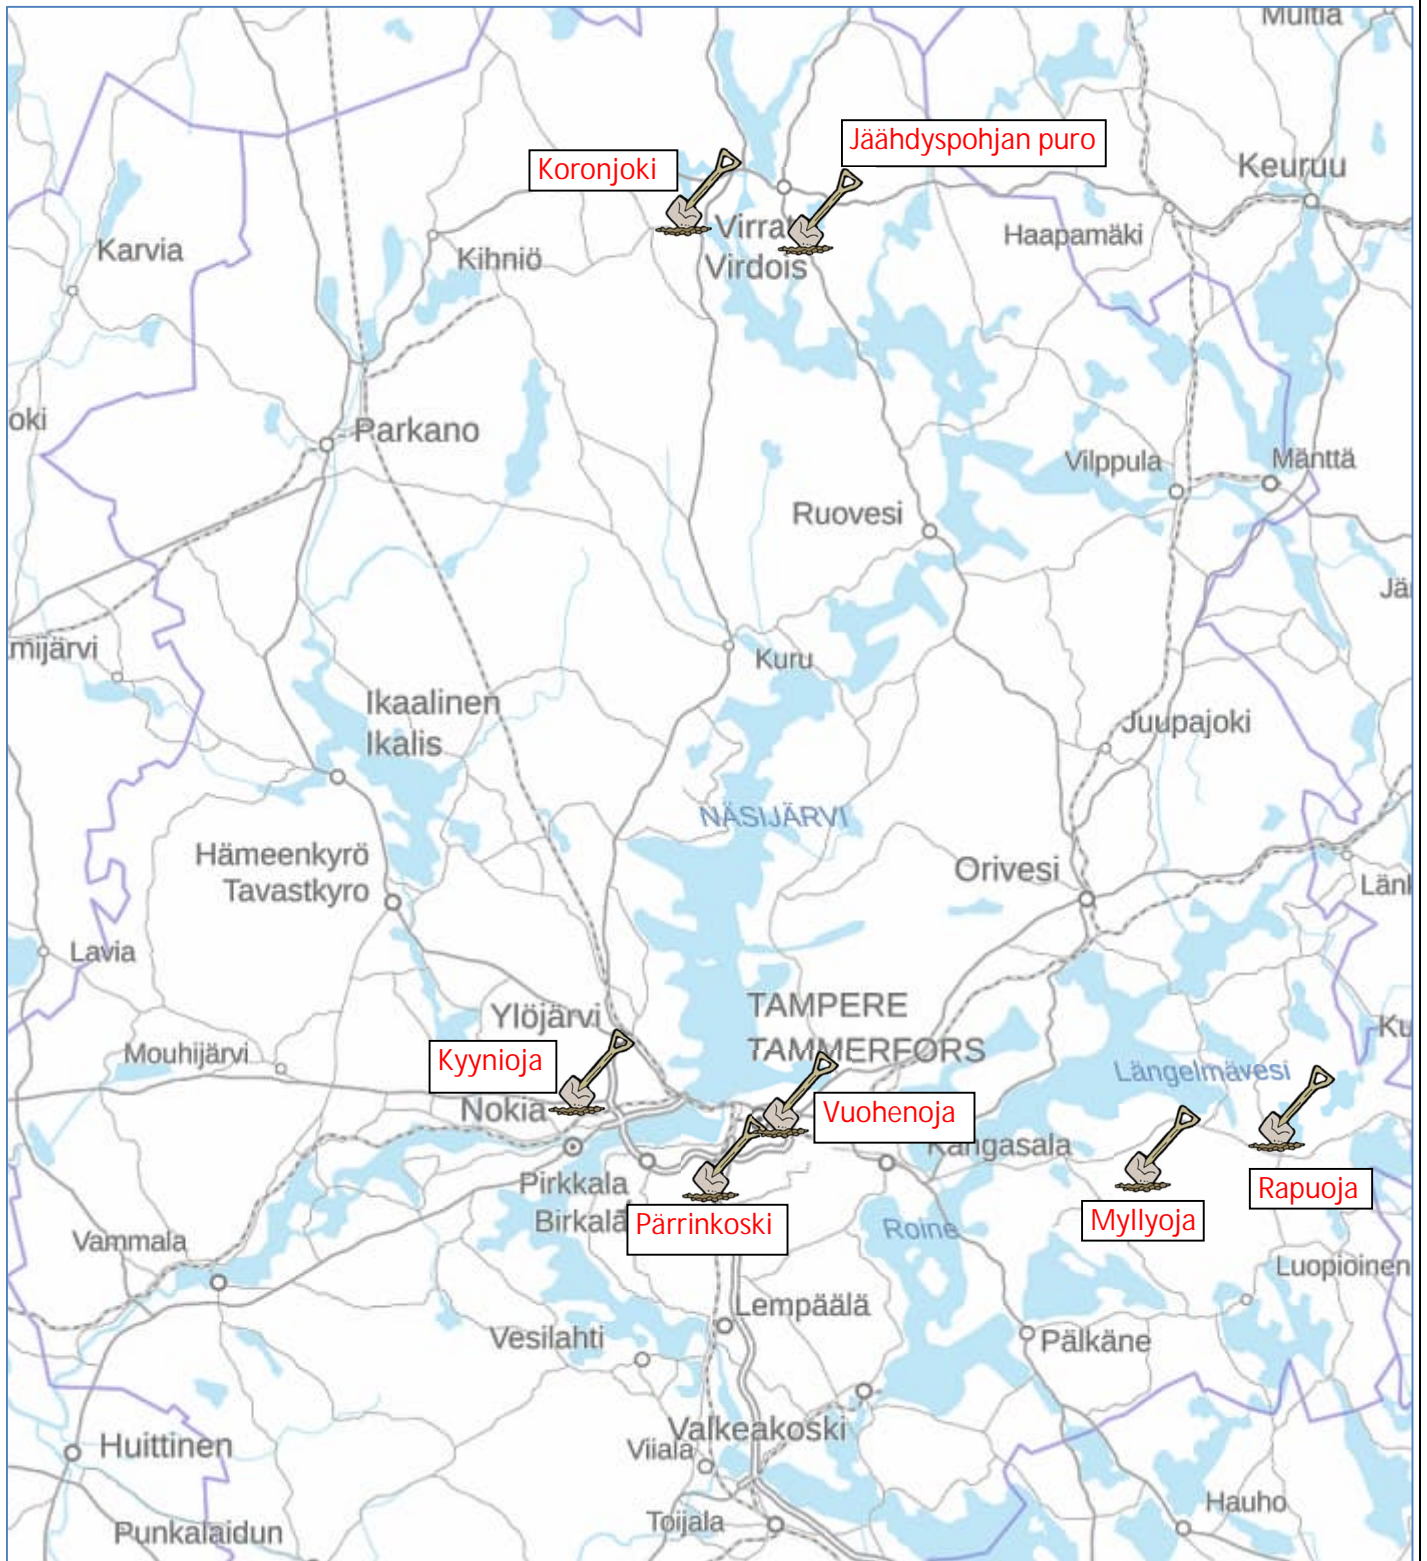 Multia
Jäähdyspohjan puro
Koronjoki
Keuruu
Karvia
Kihniö
Virrat
Virdois
Haapamäki
oki
Parkano
Vilppula
Mänttä
Ruovesi
Jä
mijärvi
Kuru
Ikaalinen
Ikalis
Juupajoki
NÄSIJÄRVI
Hämeenkyrö
Tavastkyro
Orivesi
Länk
Lavia
TAMPERE
TAMMERFORS
Ylöjärvi
Ku
Mouhijärvi
Kyynioja
Längelmävesi
Nokia
Vuohenoja
Kangasala
Pirkkala
Birkala
Pärrinkoski
Myllyoja
Rapuoja
Roine
Vammala
Luopioinen
Lempäälä
Vesilahti
Pälkäne
Valkeakoski
Viiala
Huittinen
Hauho
Toijala
Punkalaidun